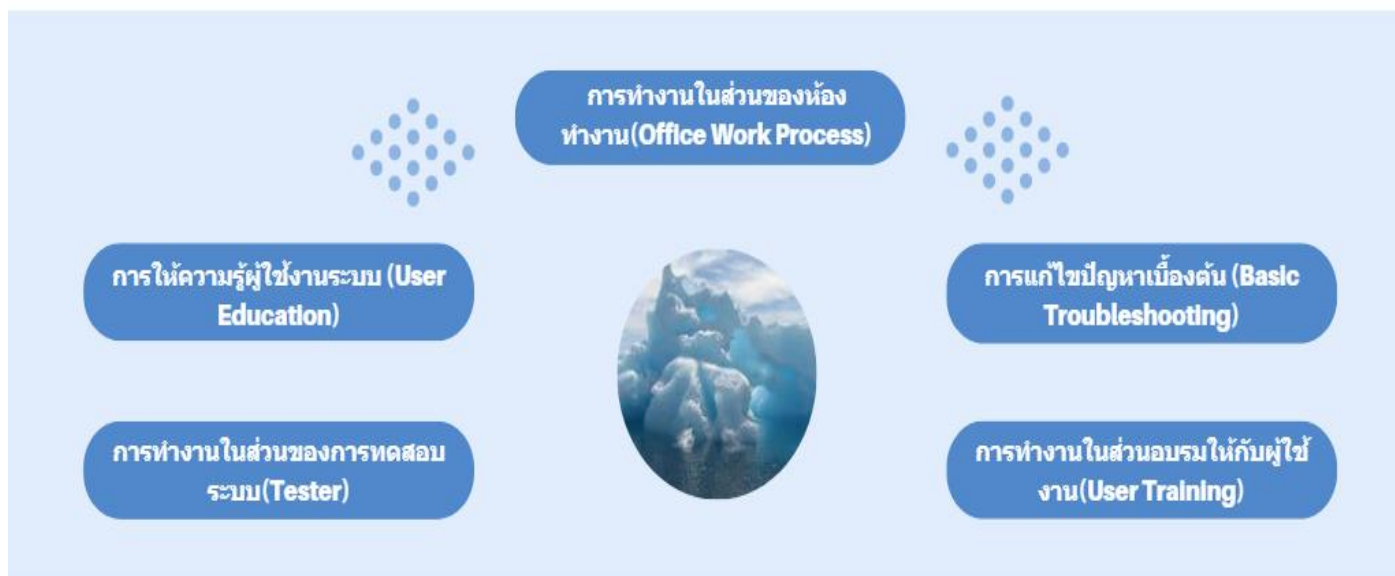 การทำงานในส่วนของห้อง
ทำงาน(Office Work Process)
การให้ความรู้ผู้ใช้งานระบบ (User
Education)
การแก้ไขปัญหาเบื้องต้น (Basic
Troubleshooting)
การทำงานในส่วนของการทดสอบ
ระบบ(Tester)
การทำงานในส่วนอบรมให้กับผู้ใช้
งาน(User Training)